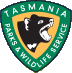 TASMANIA
PARKS & WILDLIFE SERVICE